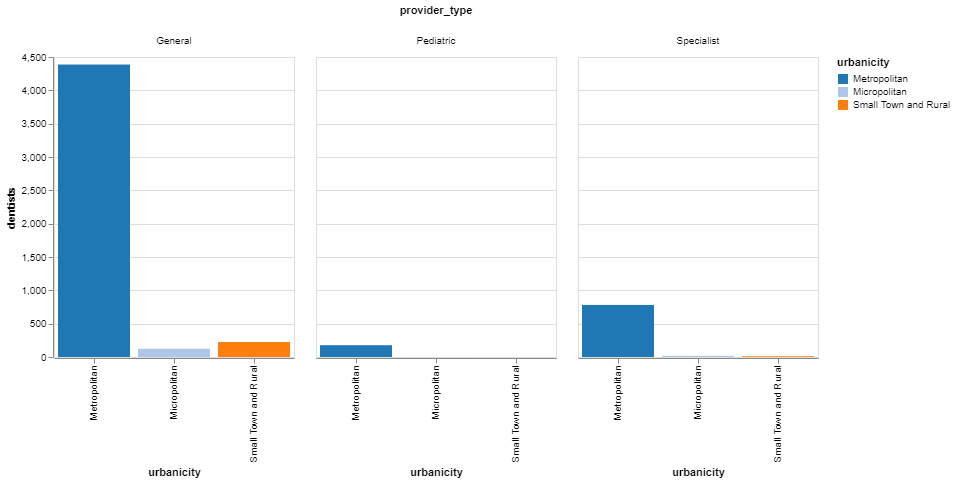 provider_type
General
Pediatric
Specialist
dentists
4,500
4,000
3,500
3,000
2,500
2,000
1,500
1,000
500
0
Metropolitan
Micropolitan
Small Town and Rural
Metropolitan
Micropolitan
Small Town and Rural
Metropolitan
Micropolitan
Small Town and Rural
urbanicity
urbanicity
urbanicity
urbanicity
Metropolitan
Micropolitan
Small Town and Rural